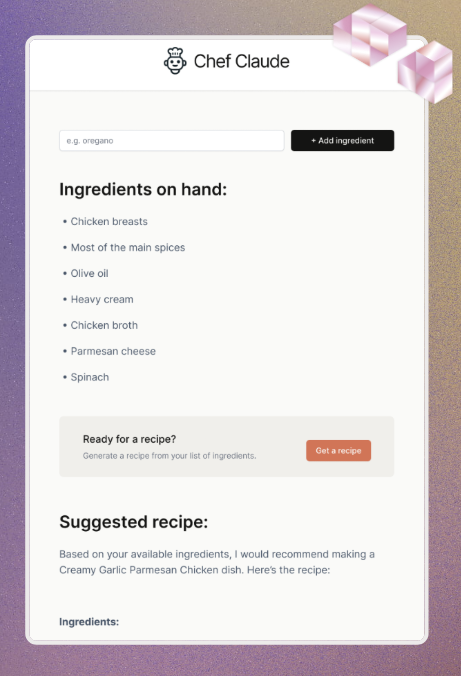 Chef Claude
e.g. oregano
+ Add ingredient
Ingredients on hand:
• Chicken breasts
• Most of the main spices
• Olive oil
• Heavy cream
• Chicken broth
• Parmesan cheese
• Spinach
Ready for a recipe?
Generate a recipe from your list of ingredients.
Get a recipe
Suggested recipe:
Based on your available ingredients, I would recommend making a
Creamy Garlic Parmesan Chicken dish. Here's the recipe:
Ingredients: